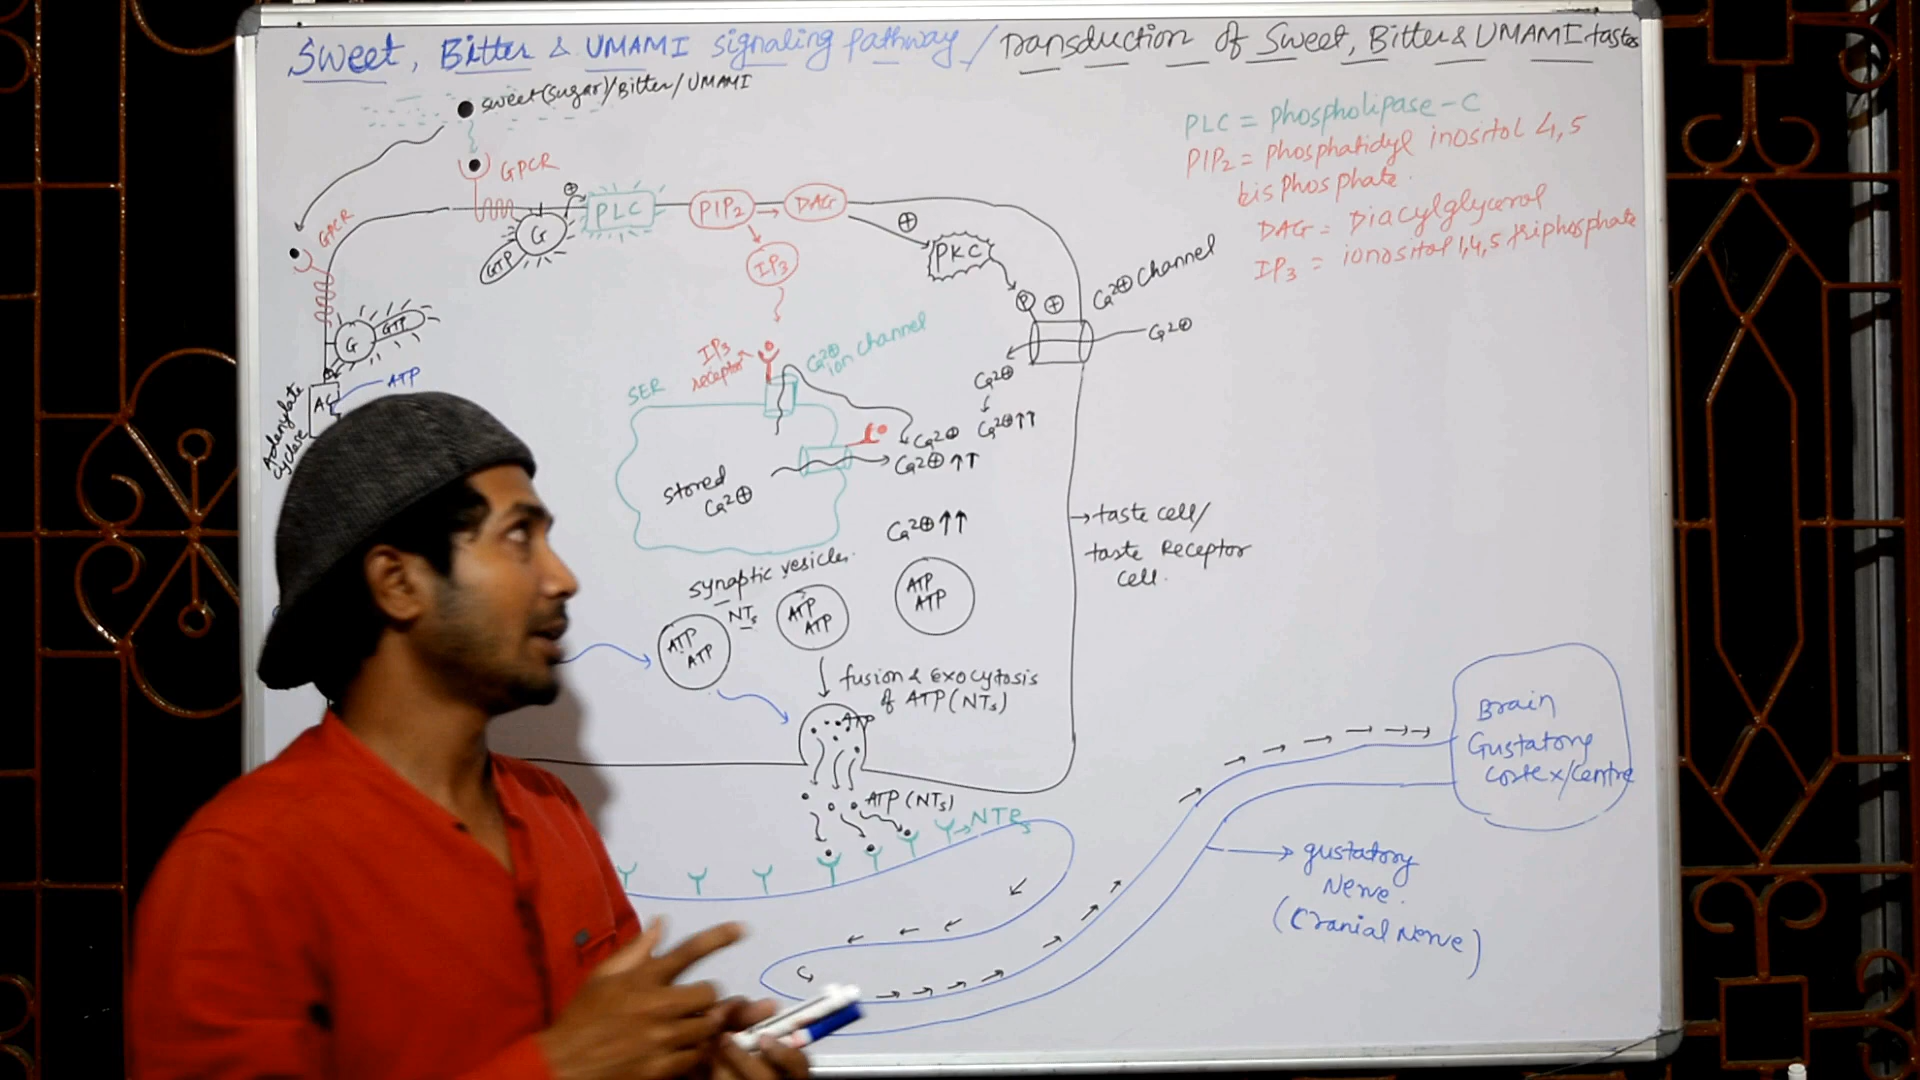 Sweet, Bitter & UMAMI signaling pathway / Transduction of Sweet, Bitter & UMAMI tastes
sweet(sugar)/Bitter/UMAMI
PLC = Phospholipase-C
PIP2 = Phosphatidyl inositol 4,5
bis Phosphate.
DAG = Diacylglycerol
IP3 = ionositol 1,4,5 triphosphate
GPCR
GPCR
G
GTP
+
PLC
PIP2
DAG
IP3
+
PKC
P
+
Ca2+ channel
Ca2+
Ca2+
Ca2+↑↑
G
GTP
ATP
AC
Adenylate
cyclase
IP3
receptor
Ca2+
ion channel
SER
stored
Ca2+
Ca2+
Ca2+↑↑
Ca2+↑↑
taste cell/
taste Receptor
cell.
synaptic vesicles.
NTs
ATP
ATP
ATP
ATP
ATP
ATP
fusion & Exocytosis
of ATP (NTs)
ATP
ATP (NTs)
NTRs
Brain
Gustatory
cortex/centre
gustatory
Nerve.
(Cranial Nerve)